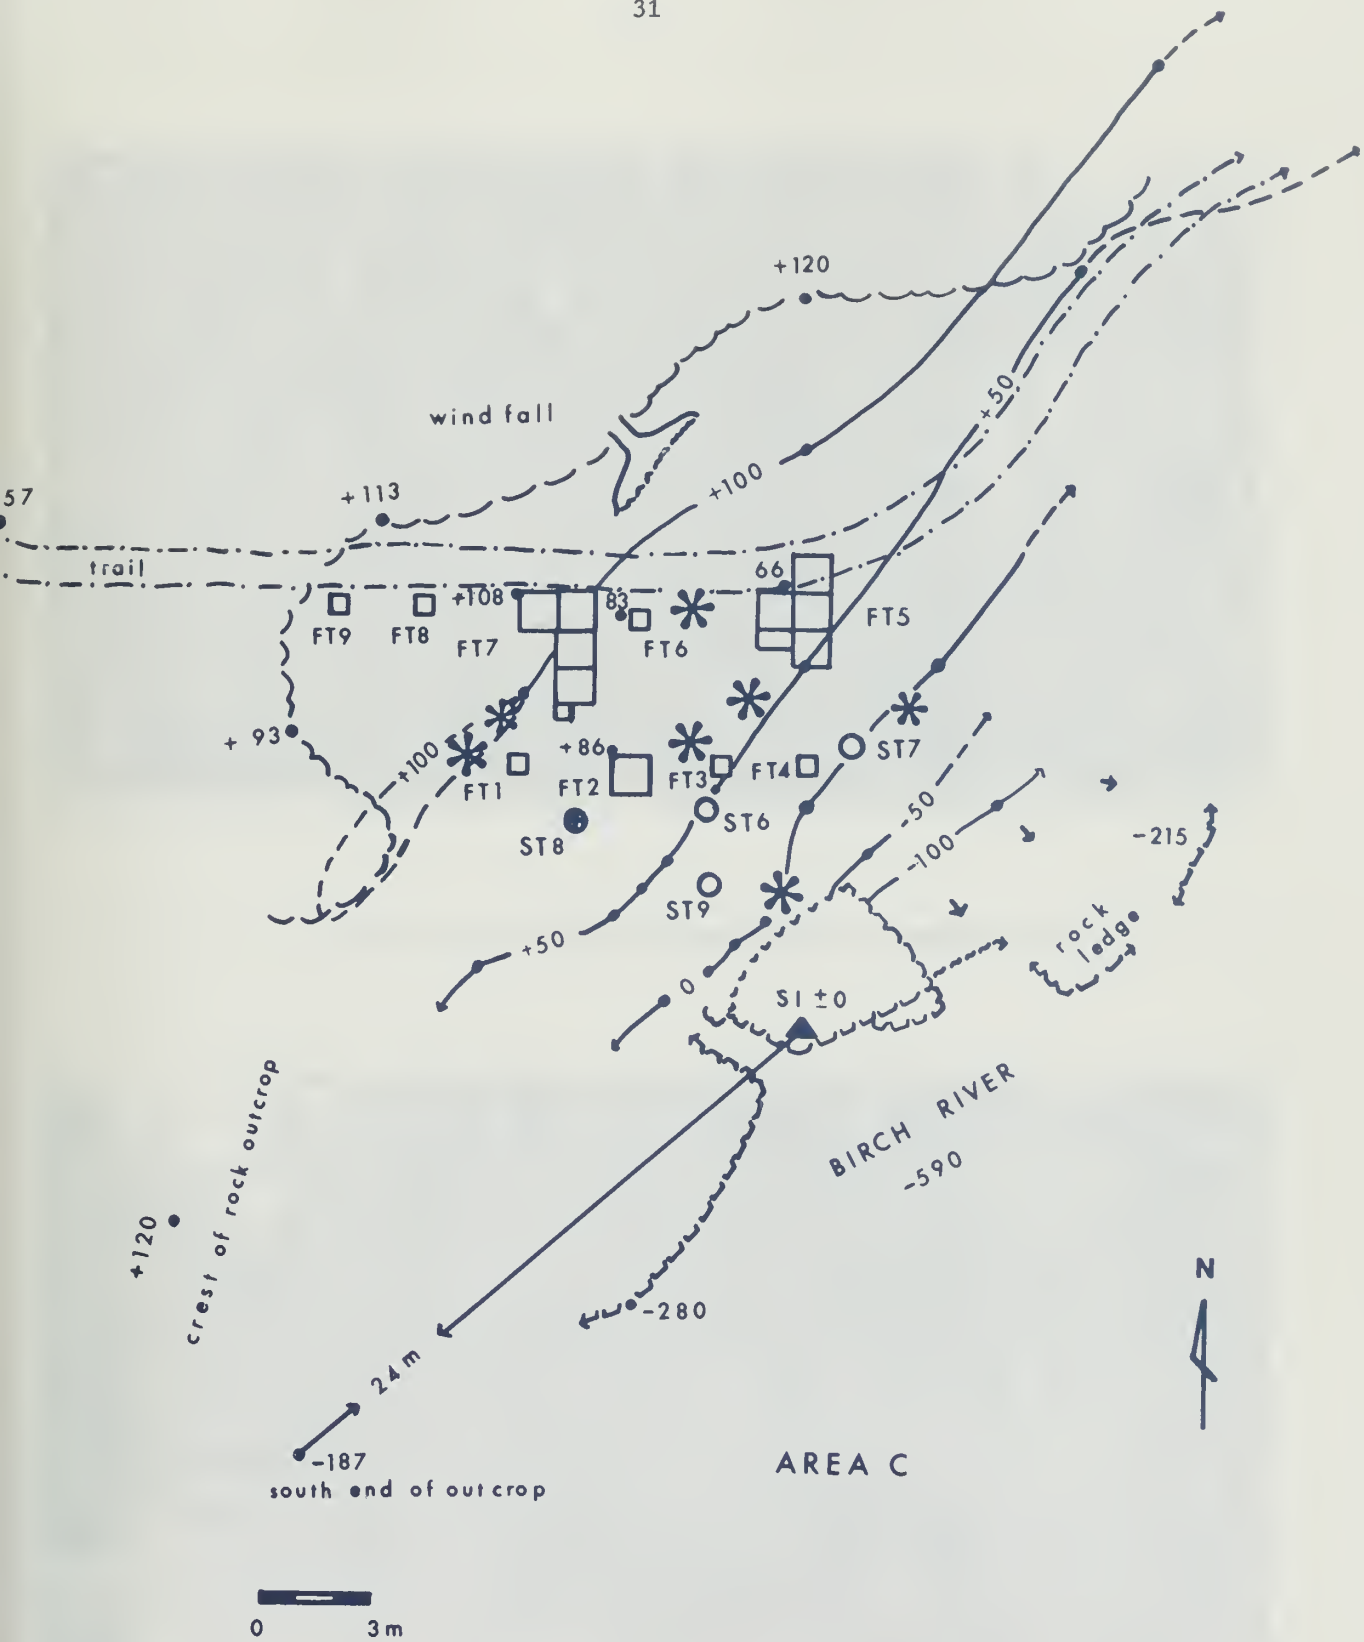 31
+120
wind fall
+50
+100
57
+113
trail
66
+108
83
FT9
FT8
FT7
FT6
FT5
+ 93
+100
+86
ST7
FT1
FT2
FT3
FT4
-50
ST8
ST6
-100
-215
ST9
rock
ledge
+50
0
S1 ±0
crest of rock outcrop
BIRCH RIVER
-590
+120
N
-280
24m
-187
AREA C
south end of outcrop
0 3m